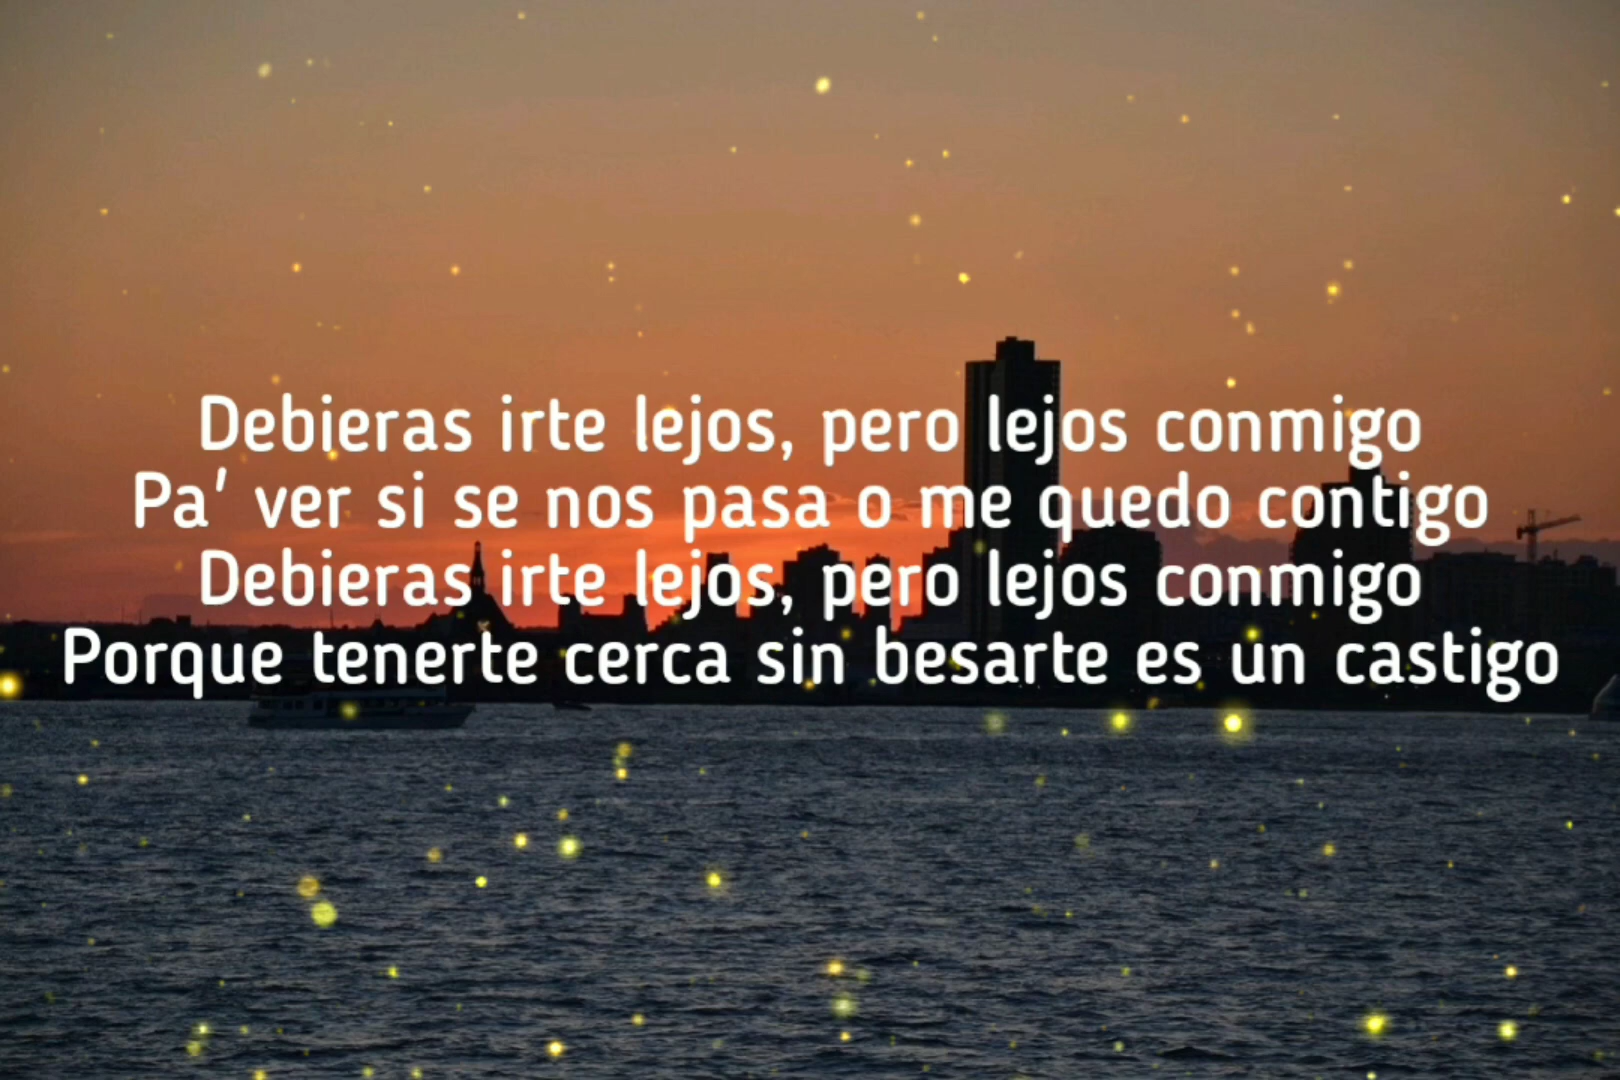 Debieras irte lejos, pero lejos conmigo
Pa' ver si se nos pasa o me quedo contigo
Debieras irte lejos, pero lejos conmigo
Porque tenerte cerca sin besarte es un castigo